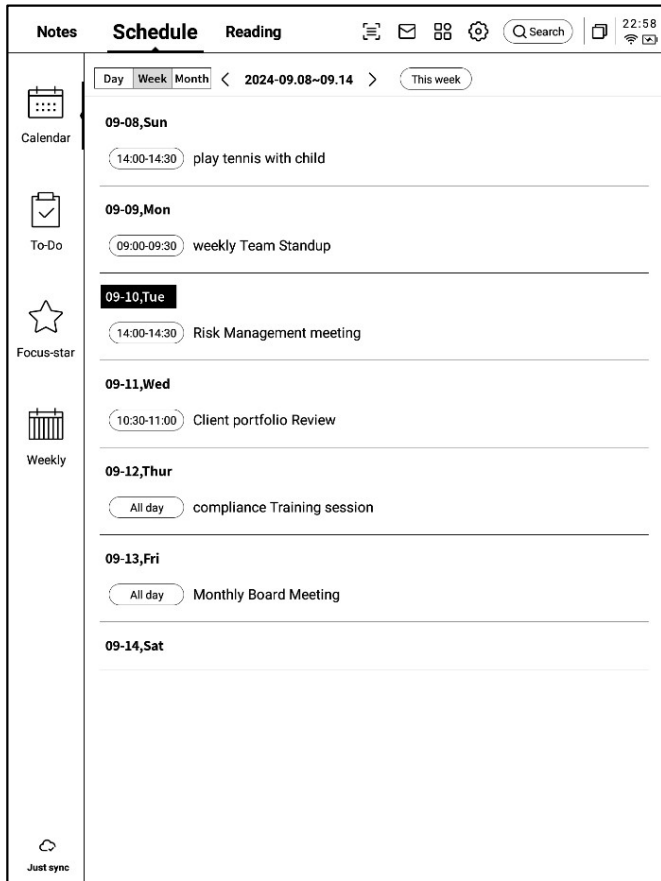 Notes Schedule Reading Search 22:58
Day Week Month < 2024-09.08~09.14 > This week
Calendar
To-Do
Focus-star
Weekly
Just sync
09-08,Sun
14:00-14:30 play tennis with child
09-09,Mon
09:00-09:30 weekly Team Standup
09-10,Tue
14:00-14:30 Risk Management meeting
09-11,Wed
10:30-11:00 Client portfolio Review
09-12,Thur
All day compliance Training session
09-13,Fri
All day Monthly Board Meeting
09-14,Sat